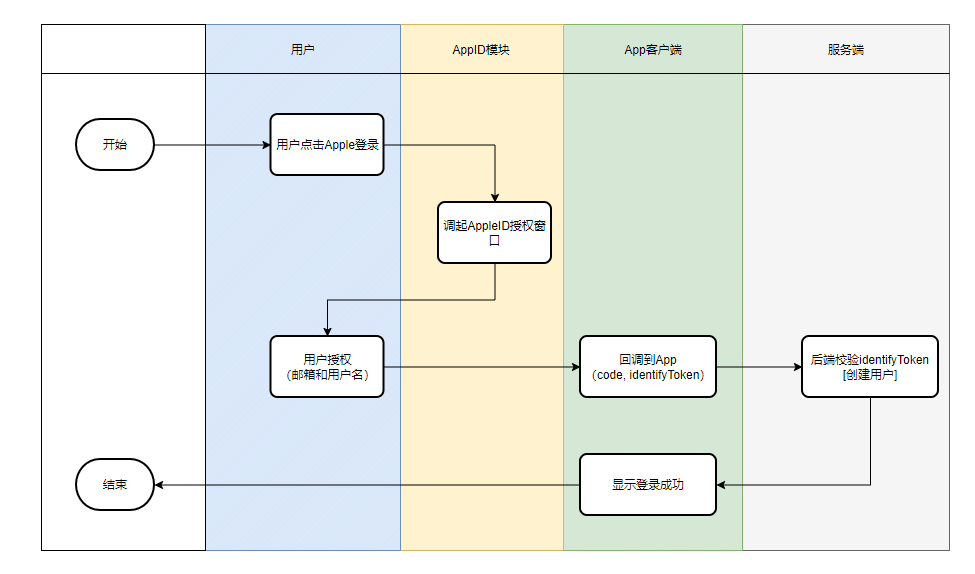 用户
AppID模块
App客户端
服务端
开始
用户点击Apple登录
调起AppleID授权窗
口
用户授权
（邮箱和用户名）
回调到App
（code, identifyToken）
后端校验identifyToken
[创建用户]
结束
显示登录成功